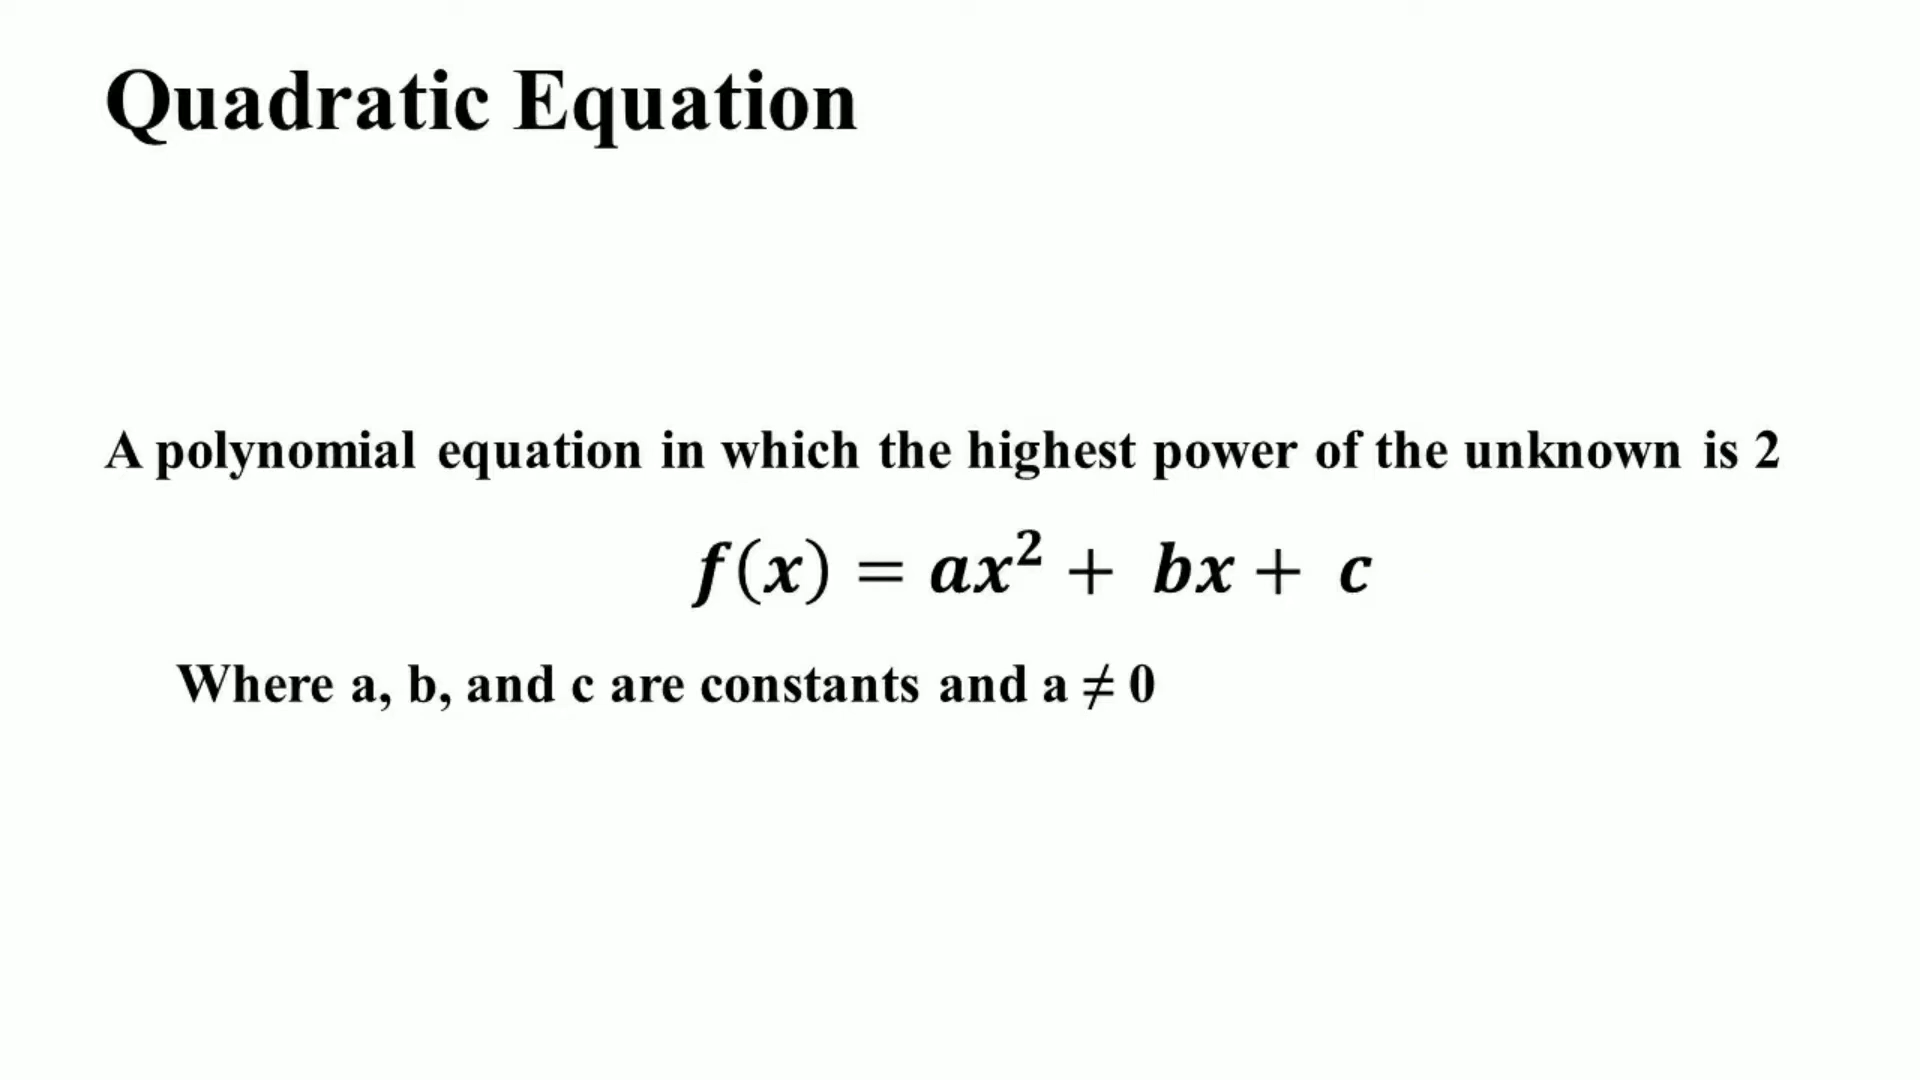 Quadratic Equation
A polynomial equation in which the highest power of the unknown is 2
f(x) = ax² + bx + c
Where a, b, and c are constants and a ≠ 0